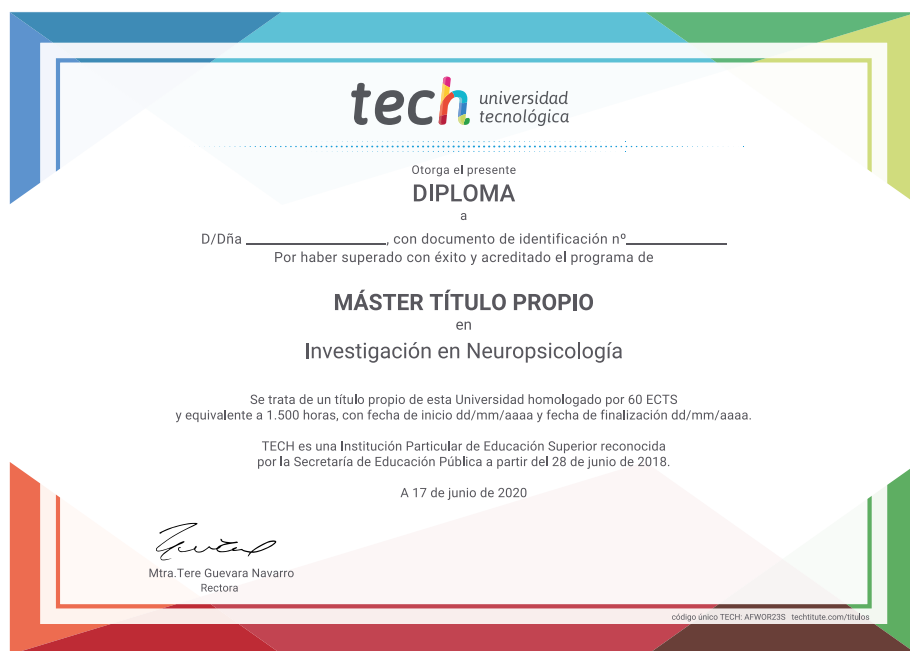 tech universidad
tecnológica
Otorga el presente
DIPLOMA
a
D/Dña ________________, con documento de identificación nº____________
Por haber superado con éxito y acreditado el programa de
MÁSTER TÍTULO PROPIO
en
Investigación en Neuropsicología
Se trata de un título propio de esta Universidad homologado por 60 ECTS
y equivalente a 1.500 horas, con fecha de inicio dd/mm/aaaa y fecha de finalización dd/mm/aaaa.
TECH es una Institución Particular de Educación Superior reconocida
por la Secretaría de Educación Pública a partir del 28 de junio de 2018.
A 17 de junio de 2020
Mtra.Tere Guevara Navarro
Rectora
código único TECH: AFWOR23S techtitute.com/titulos